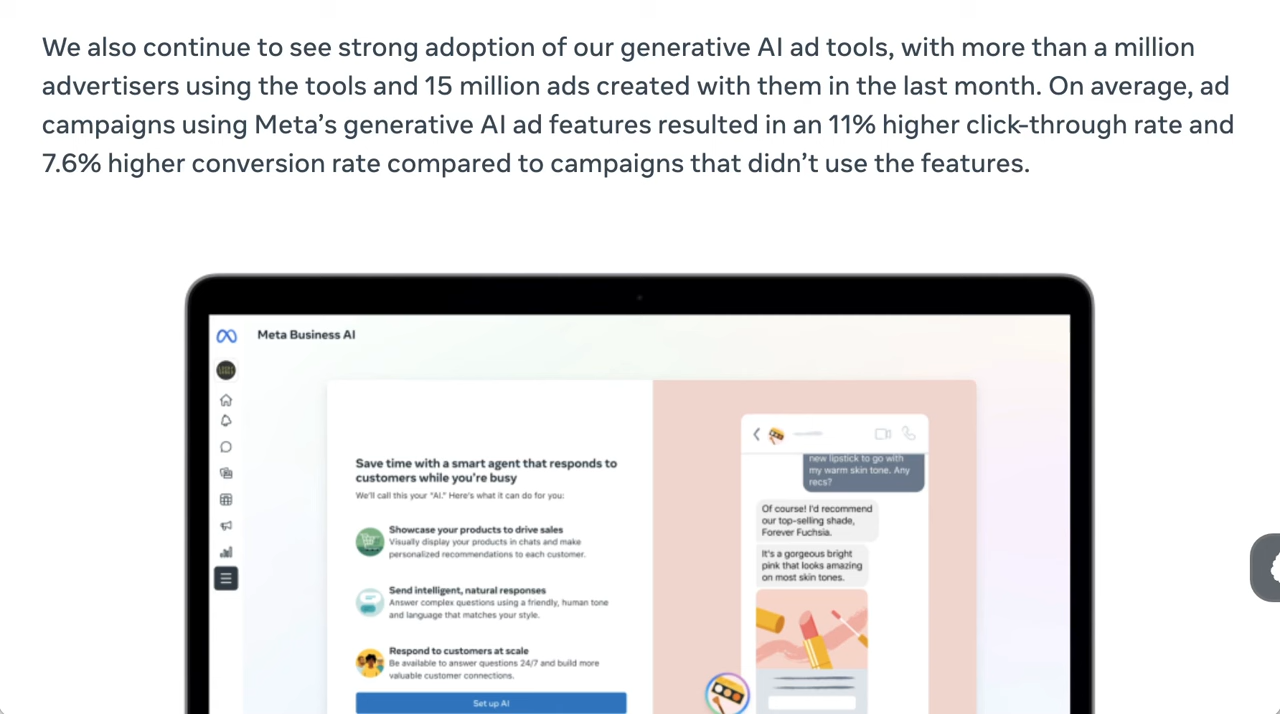 We also continue to see strong adoption of our generative AI ad tools, with more than a million
advertisers using the tools and 15 million ads created with them in the last month. On average, ad
campaigns using Meta’s generative AI ad features resulted in an 11% higher click-through rate and
7.6% higher conversion rate compared to campaigns that didn’t use the features.
Meta Business AI
Save time with a smart agent that responds to
customers while you're busy
We'll call this your "AI." Here's what it can do for you:
Showcase your products to drive sales
Visually display your products in chats and make
personalized recommendations to each customer.
Send intelligent, natural responses
Answer complex questions using a friendly, human tone
and language that matches your style.
Respond to customers at scale
Be available to answer questions 24/7 and build more
valuable customer connections.
Set up AI
new lipstick to go with
my warm skin tone. Any
recs?
Of course! I'd recommend
our top-selling shade,
Forever Fuchsia.
It's a gorgeous bright
pink that looks amazing
on most skin tones.